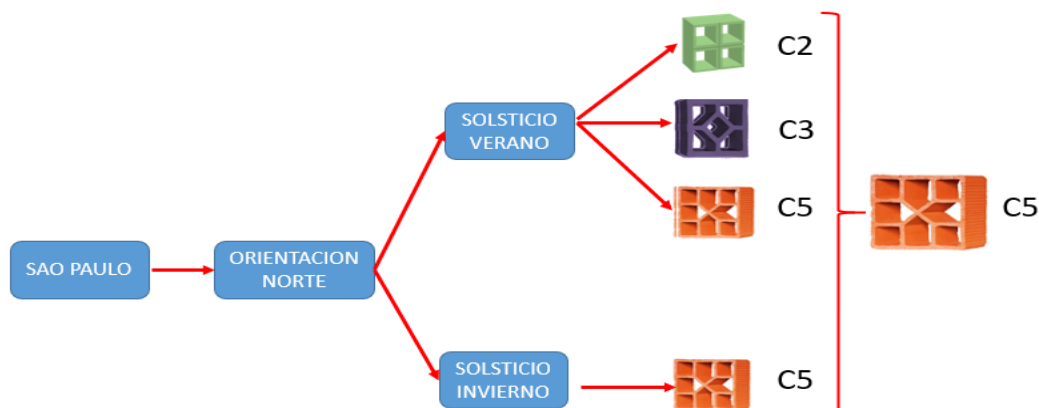 SAO PAULO
ORIENTACION
NORTE
SOLSTICIO
VERANO
C2
C3
C5
SOLSTICIO
INVIERNO
C5
C5